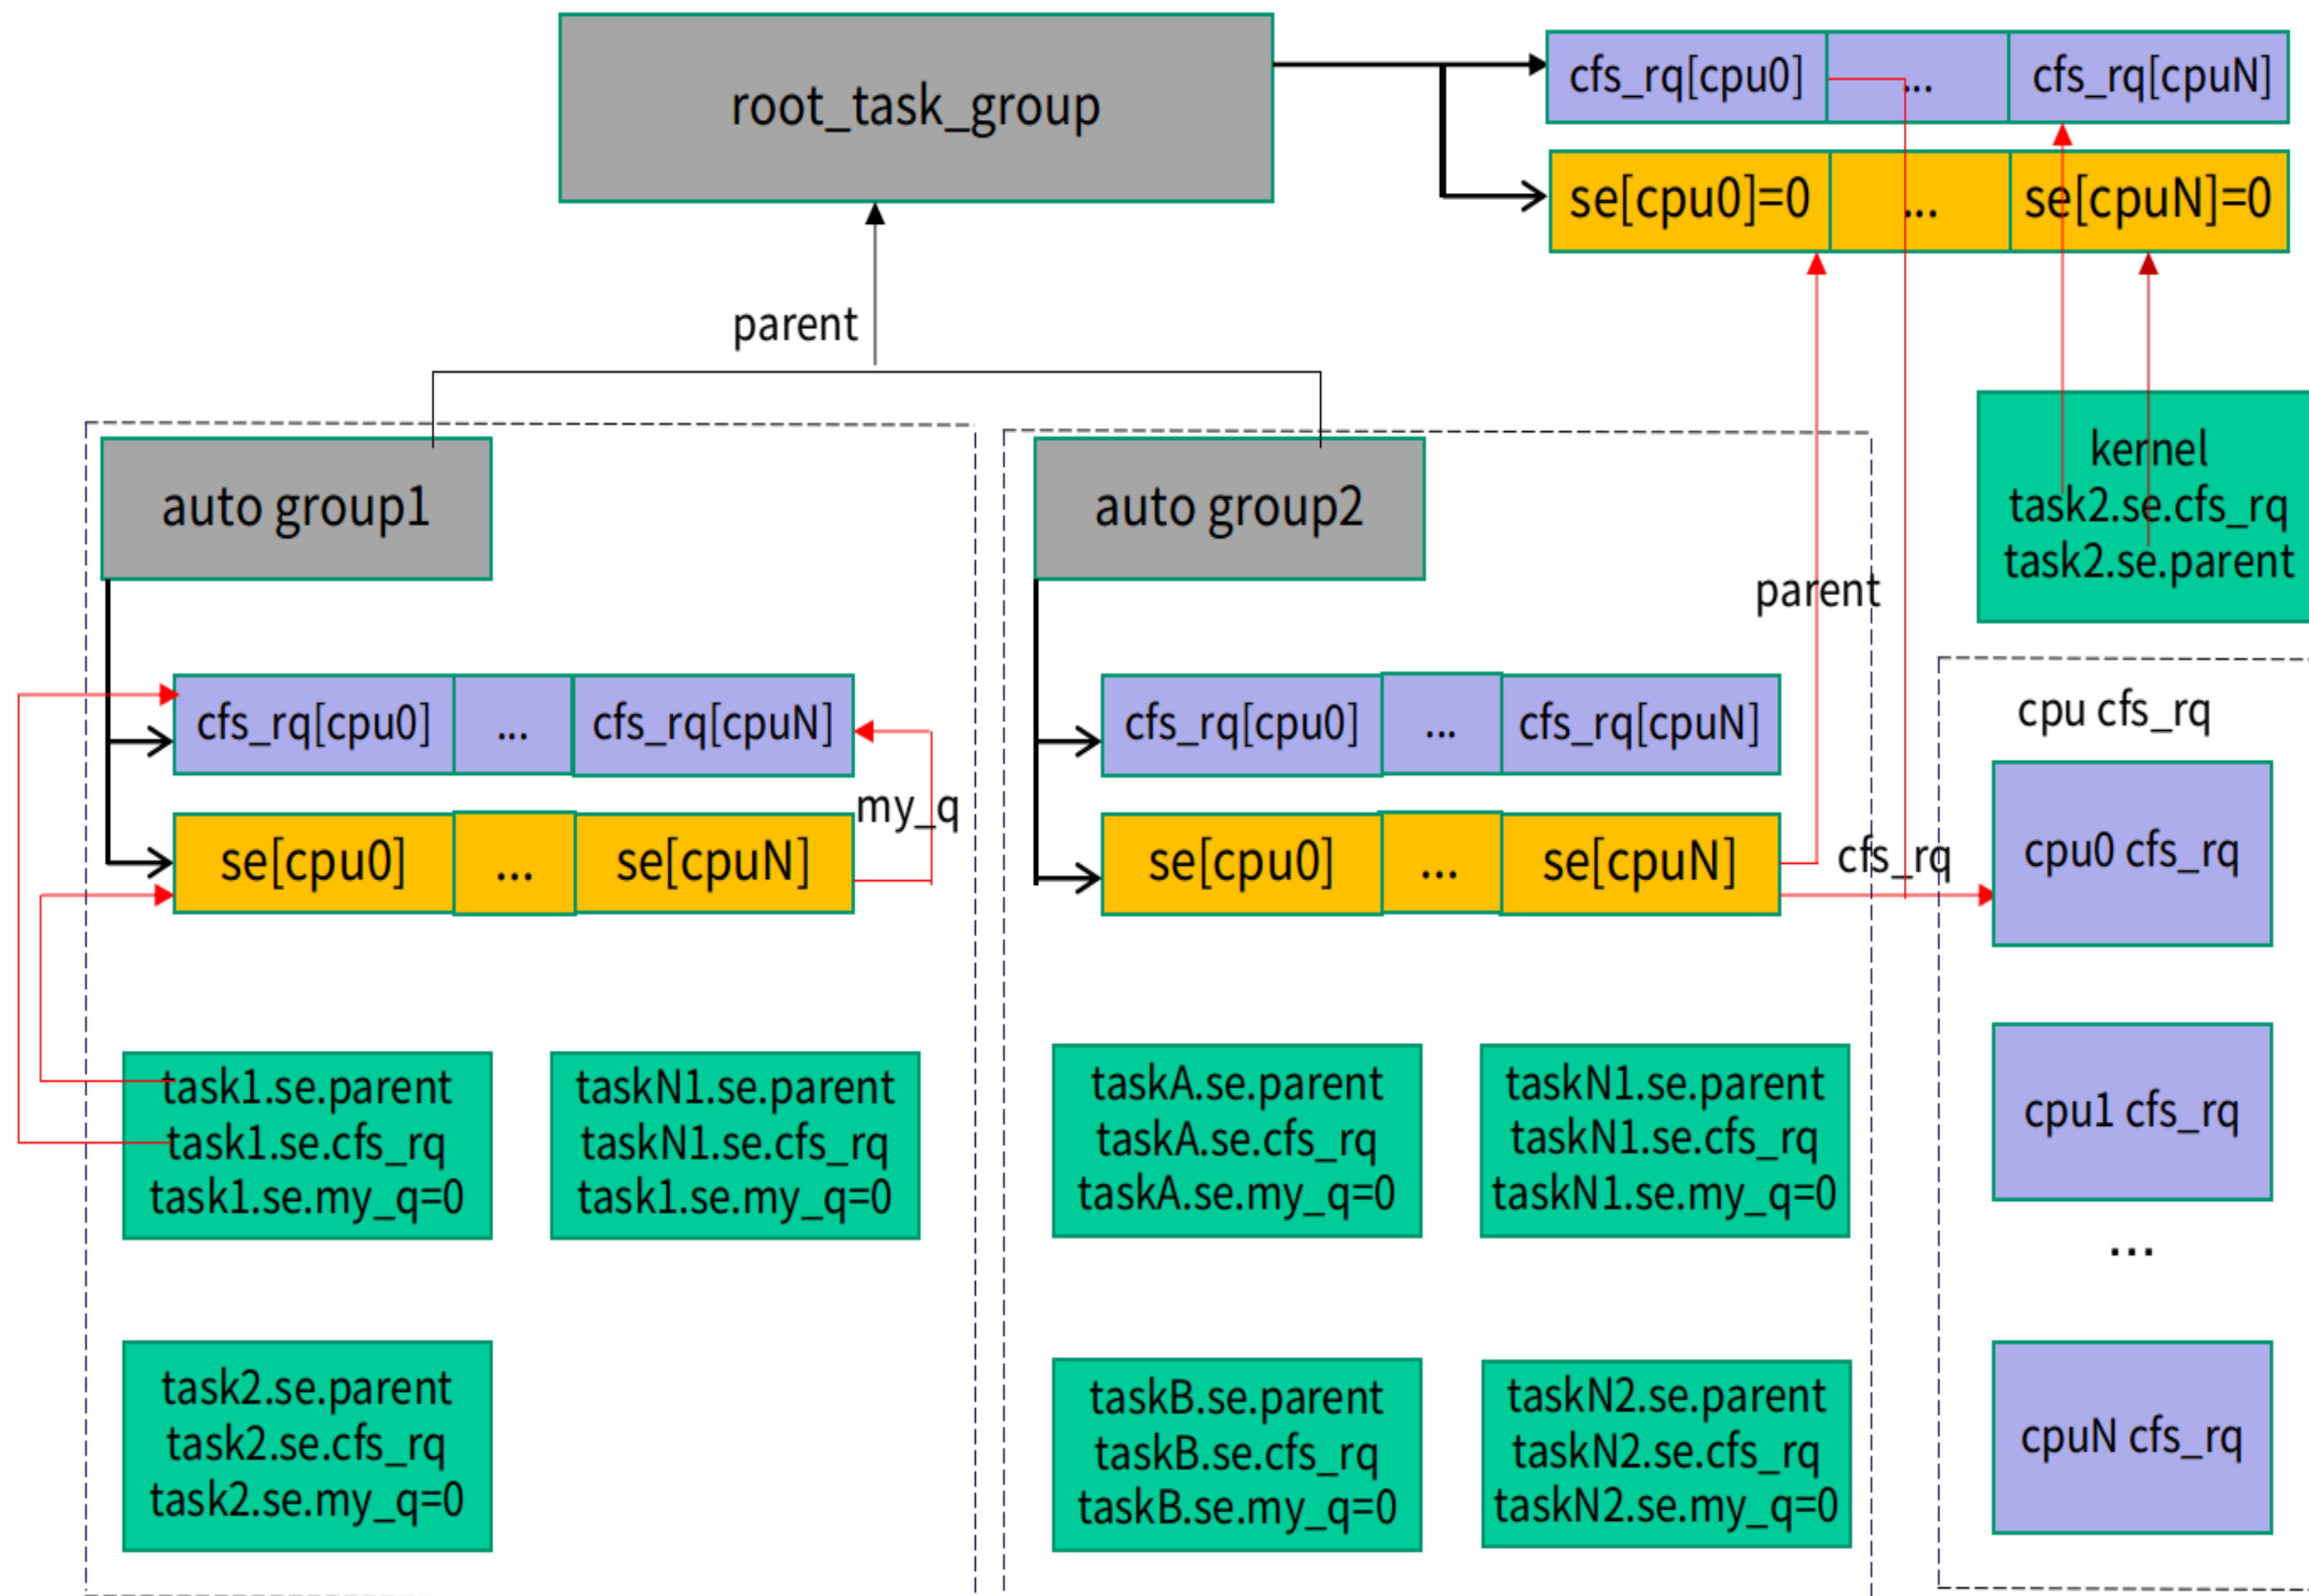 root_task_group
cfs_rq[cpu0]
...
cfs_rq[cpuN]
se[cpu0]=0
...
se[cpuN]=0
parent
auto group1
auto group2
kernel
task2.se.cfs_rq
task2.se.parent
parent
cfs_rq[cpu0]
...
cfs_rq[cpuN]
my_q
se[cpu0]
...
se[cpuN]
cfs_rq[cpu0]
...
cfs_rq[cpuN]
se[cpu0]
...
se[cpuN]
cfs_rq
cpu cfs_rq
cpu0 cfs_rq
cpu1 cfs_rq
...
cpuN cfs_rq
task1.se.parent
task1.se.cfs_rq
task1.se.my_q=0
taskN1.se.parent
taskN1.se.cfs_rq
task1.se.my_q=0
taskA.se.parent
taskA.se.cfs_rq
taskA.se.my_q=0
taskN1.se.parent
taskN1.se.cfs_rq
taskN1.se.my_q=0
task2.se.parent
task2.se.cfs_rq
task2.se.my_q=0
taskB.se.parent
taskB.se.cfs_rq
taskB.se.my_q=0
taskN2.se.parent
taskN2.se.cfs_rq
taskN2.se.my_q=0